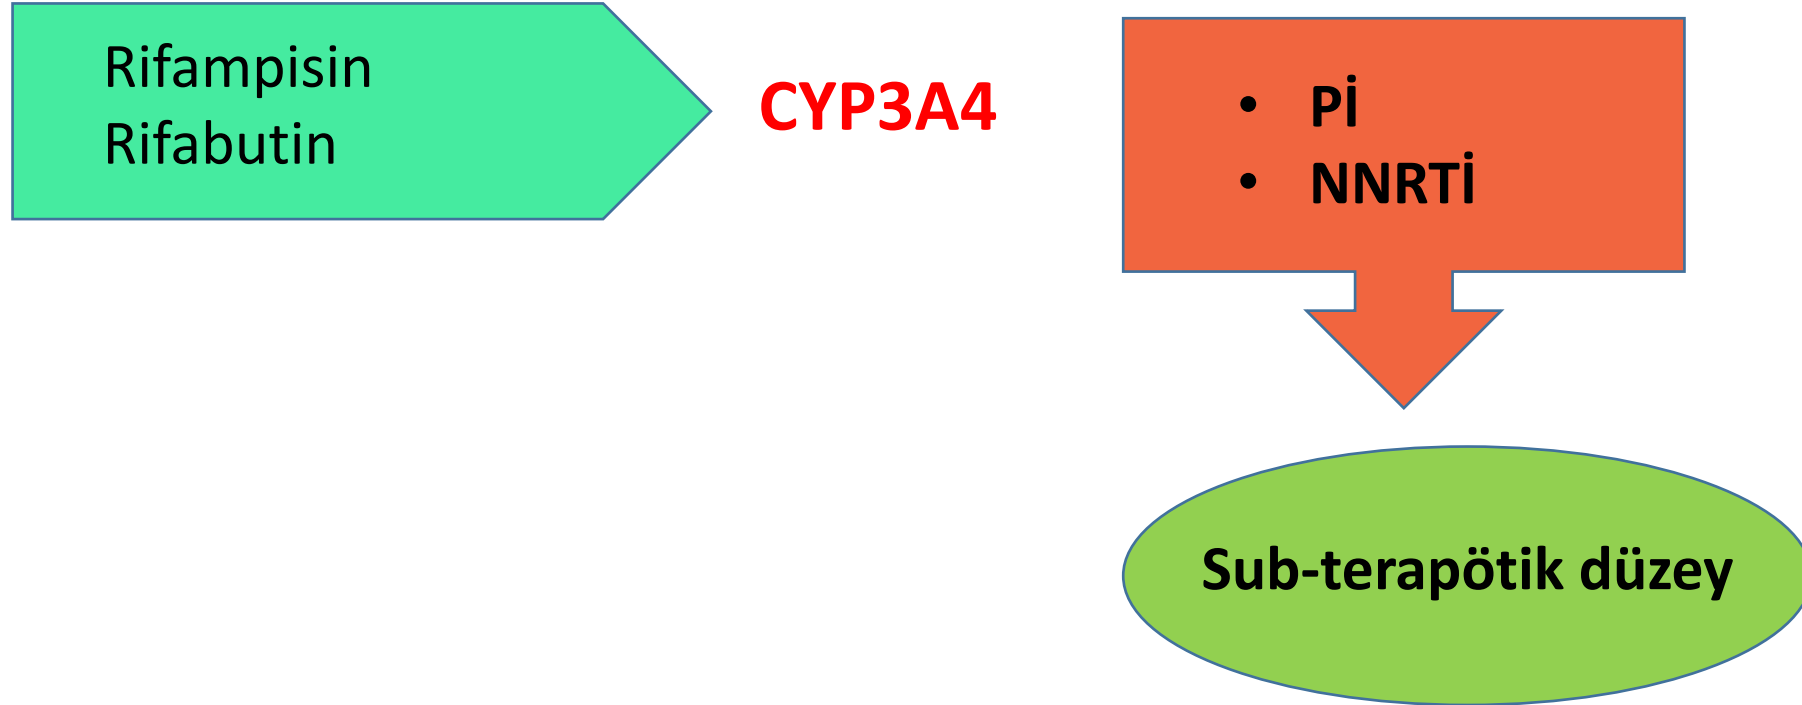 Rifampisin
Rifabutin
CYP3A4
• Pİ
• NNRTİ
Sub-terapötik düzey